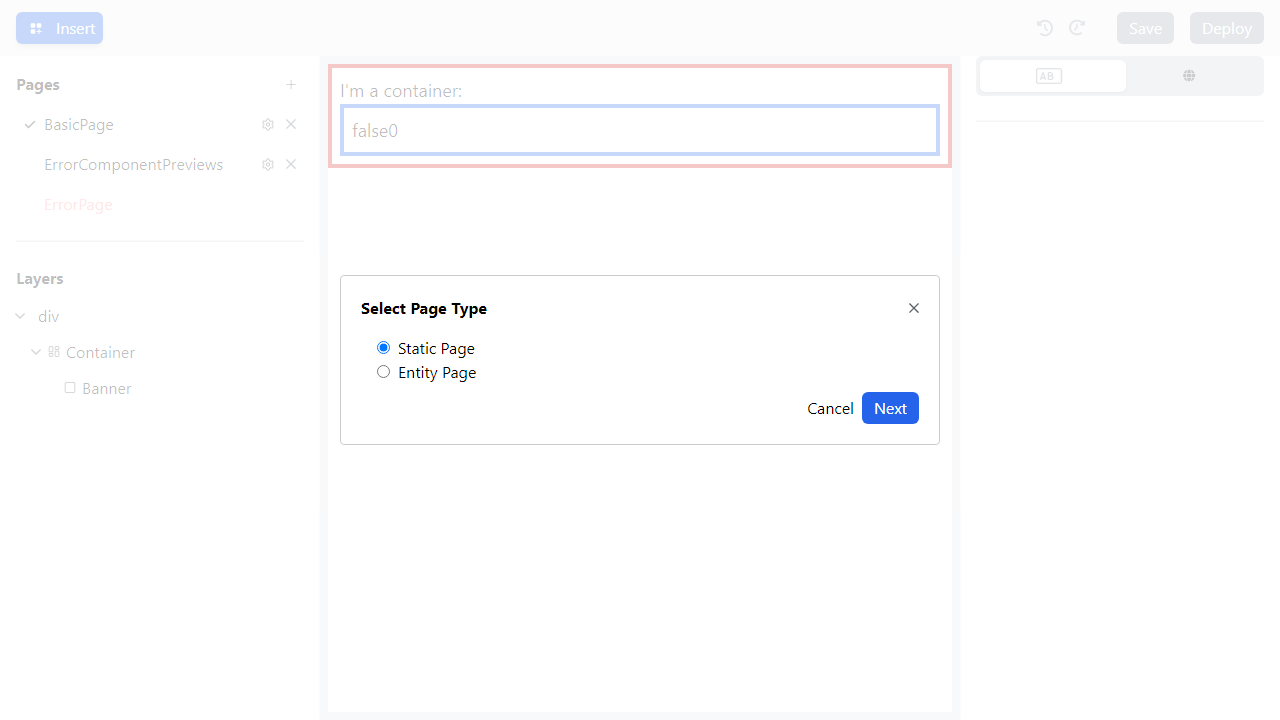 Insert
Save
Deploy
Pages
BasicPage
ErrorComponentPreviews
ErrorPage
Layers
div
Container
Banner
I'm a container:
false0
AB
Select Page Type
Static Page
Entity Page
Cancel
Next